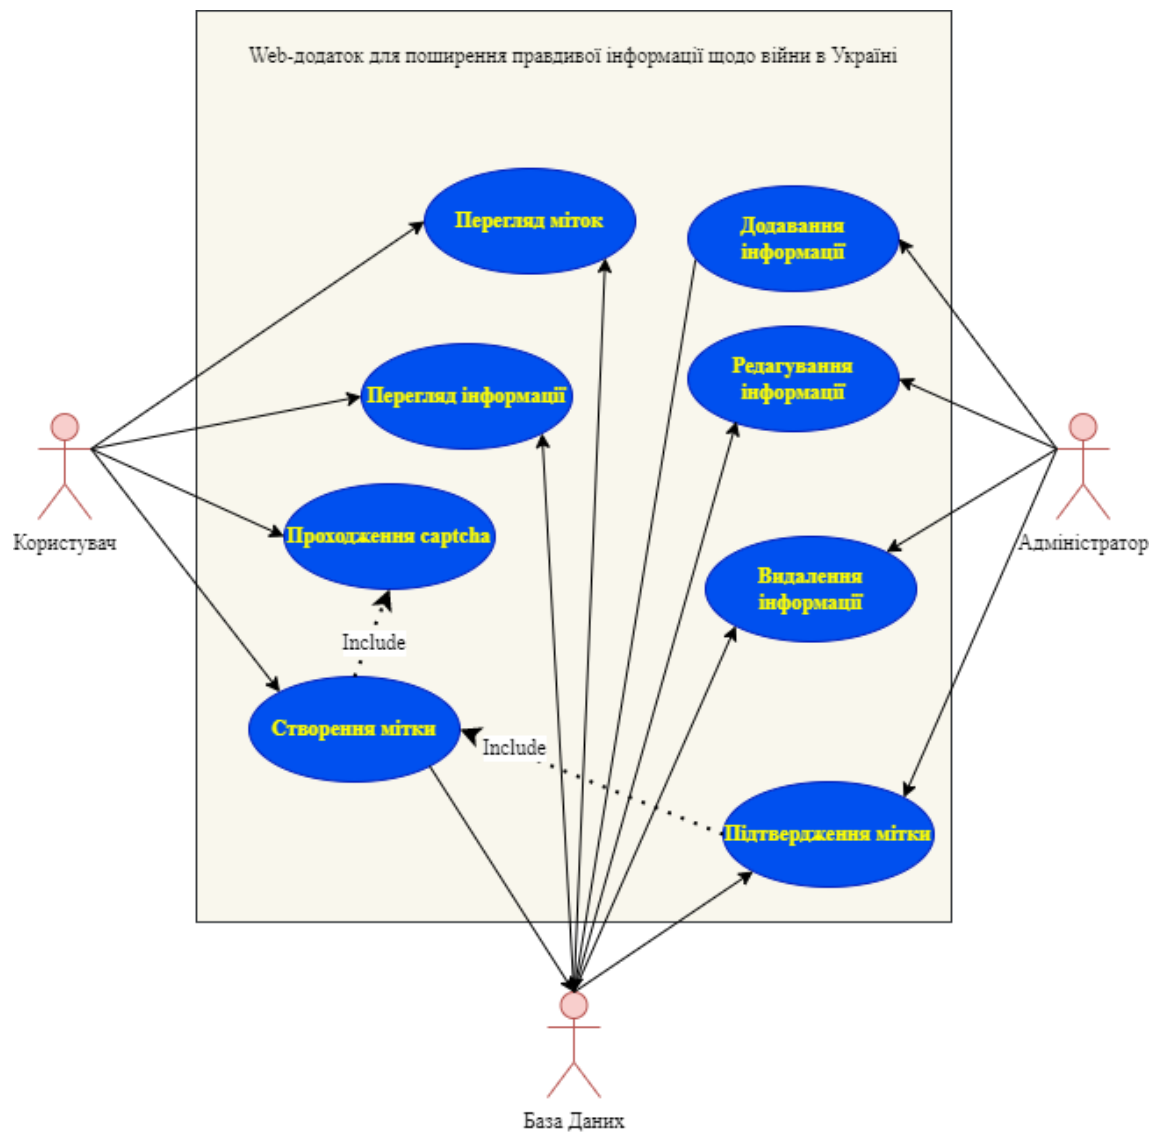 Web-додаток для поширення правдивої інформації щодо війни в Україні
Перегляд міток
Додавання
інформації
Редагування
інформації
Перегляд інформації
Користувач
Проходження captcha
Адміністратор
Видалення
інформації
Include
Створення мітки
Include
Підтвердження мітки
База Даних